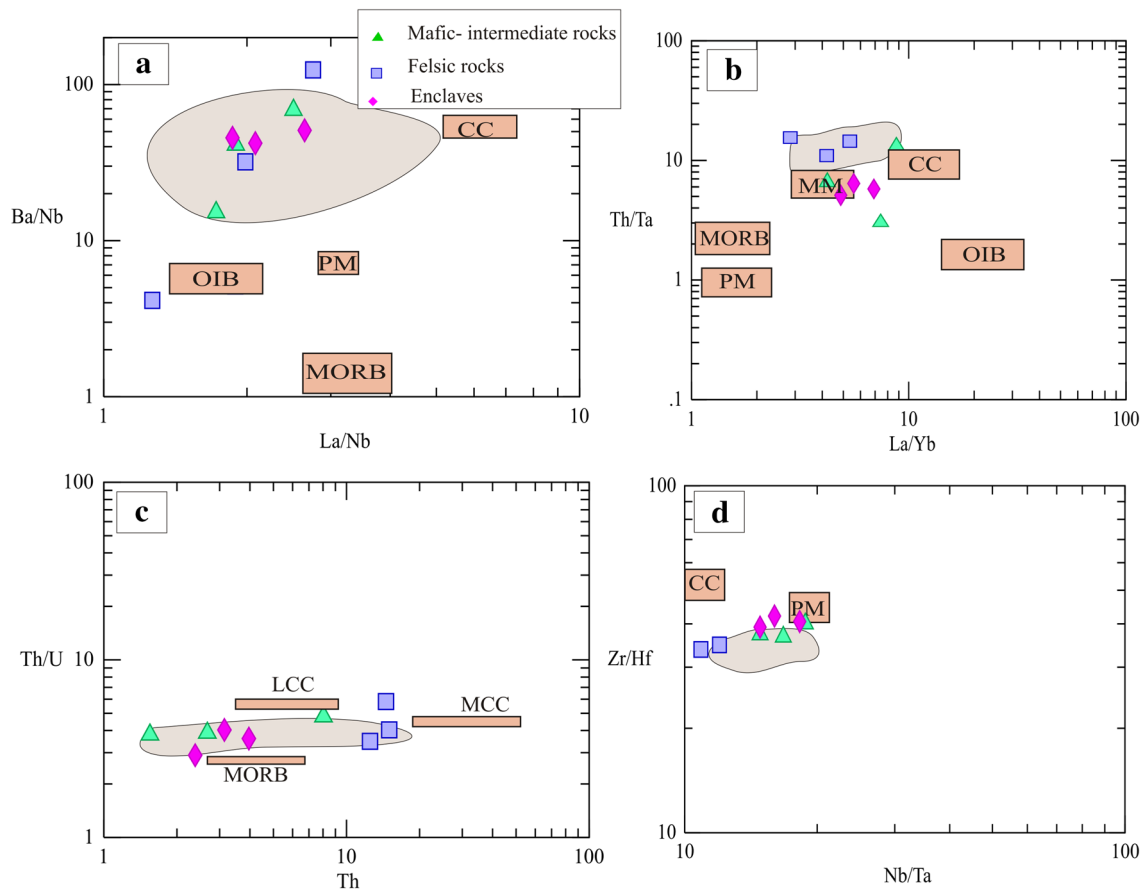 a
Mafic- intermediate rocks
Felsic rocks
Enclaves
100
10
1
Ba/Nb
CC
PM
OIB
MORB
1
10
La/Nb
b
100
10
1
.1
Th/Ta
CC
MM
MORB
OIB
PM
1
10
100
La/Yb
c
100
10
1
Th/U
LCC
MCC
MORB
1
10
100
Th
d
100
10
Zr/Hf
CC
PM
10
100
Nb/Ta